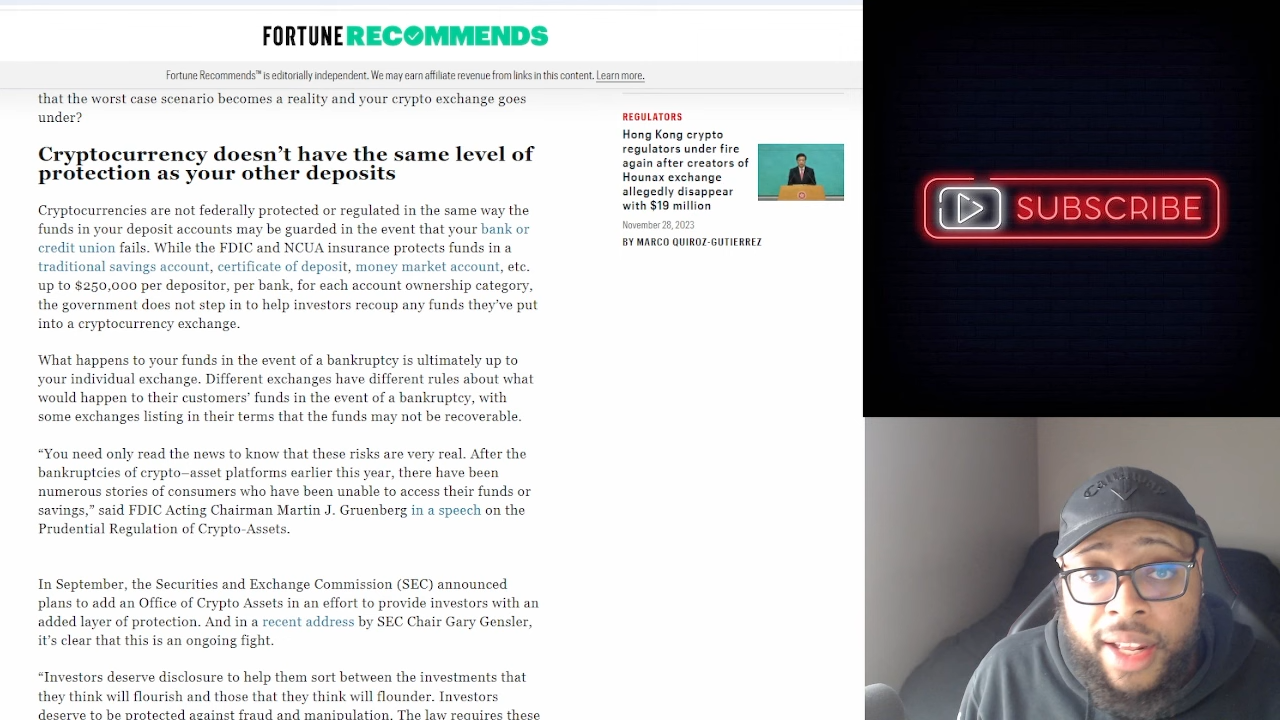 FORTUNE RECOMMENDS
Fortune Recommends™ is editorially independent. We may earn affiliate revenue from links in this content. Learn more.
that the worst case scenario becomes a reality and your crypto exchange goes
under?
Cryptocurrency doesn’t have the same level of
protection as your other deposits
Cryptocurrencies are not federally protected or regulated in the same way the
funds in your deposit accounts may be guarded in the event that your bank or
credit union fails. While the FDIC and NCUA insurance protects funds in a
traditional savings account, certificate of deposit, money market account, etc.
up to $250,000 per depositor, per bank, for each account ownership category,
the government does not step in to help investors recoup any funds they’ve put
into a cryptocurrency exchange.
What happens to your funds in the event of a bankruptcy is ultimately up to
your individual exchange. Different exchanges have different rules about what
would happen to their customers’ funds in the event of a bankruptcy, with
some exchanges listing in their terms that the funds may not be recoverable.
“You need only read the news to know that these risks are very real. After the
bankruptcies of crypto–asset platforms earlier this year, there have been
numerous stories of consumers who have been unable to access their funds or
savings,” said FDIC Acting Chairman Martin J. Gruenberg in a speech on the
Prudential Regulation of Crypto-Assets.
In September, the Securities and Exchange Commission (SEC) announced
plans to add an Office of Crypto Assets in an effort to provide investors with an
added layer of protection. And in a recent address by SEC Chair Gary Gensler,
it’s clear that this is an ongoing fight.
“Investors deserve disclosure to help them sort between the investments that
they think will flourish and those that they think will flounder. Investors
deserve to be protected against fraud and manipulation. The law requires these
REGULATORS
Hong Kong crypto
regulators under fire
again after creators of
Hounax exchange
allegedly disappear
with $19 million
November 28, 2023
BY MARCO QUIROZ-GUTIERREZ
SUBSCRIBE
Callaway